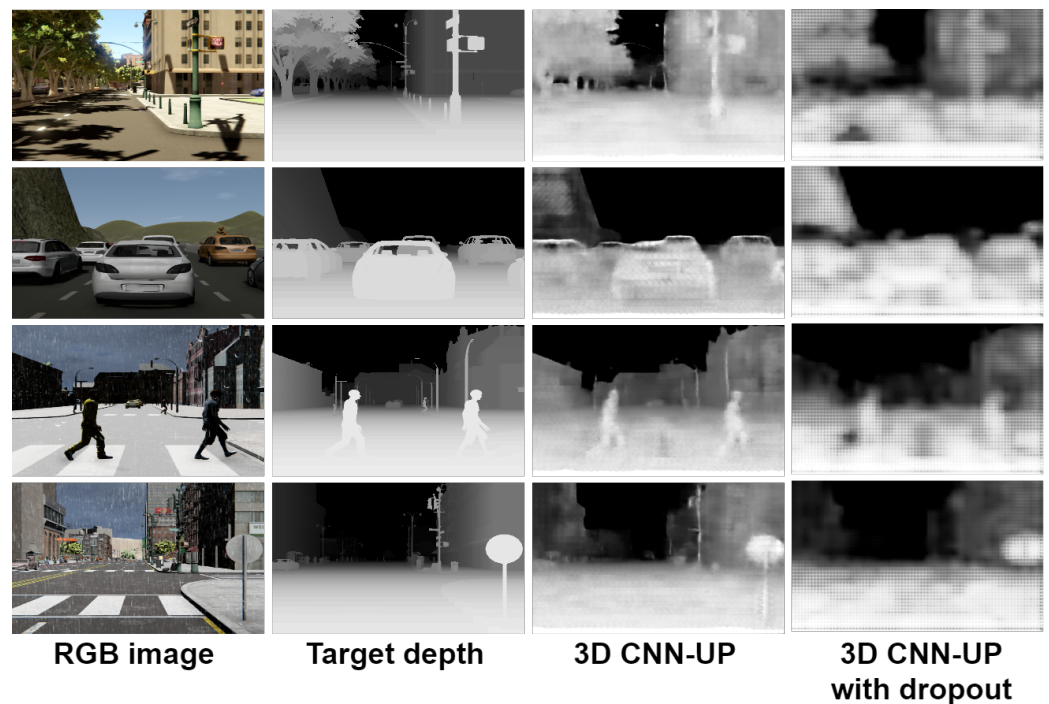 RGB image
Target depth
3D CNN-UP
3D CNN-UP
with dropout